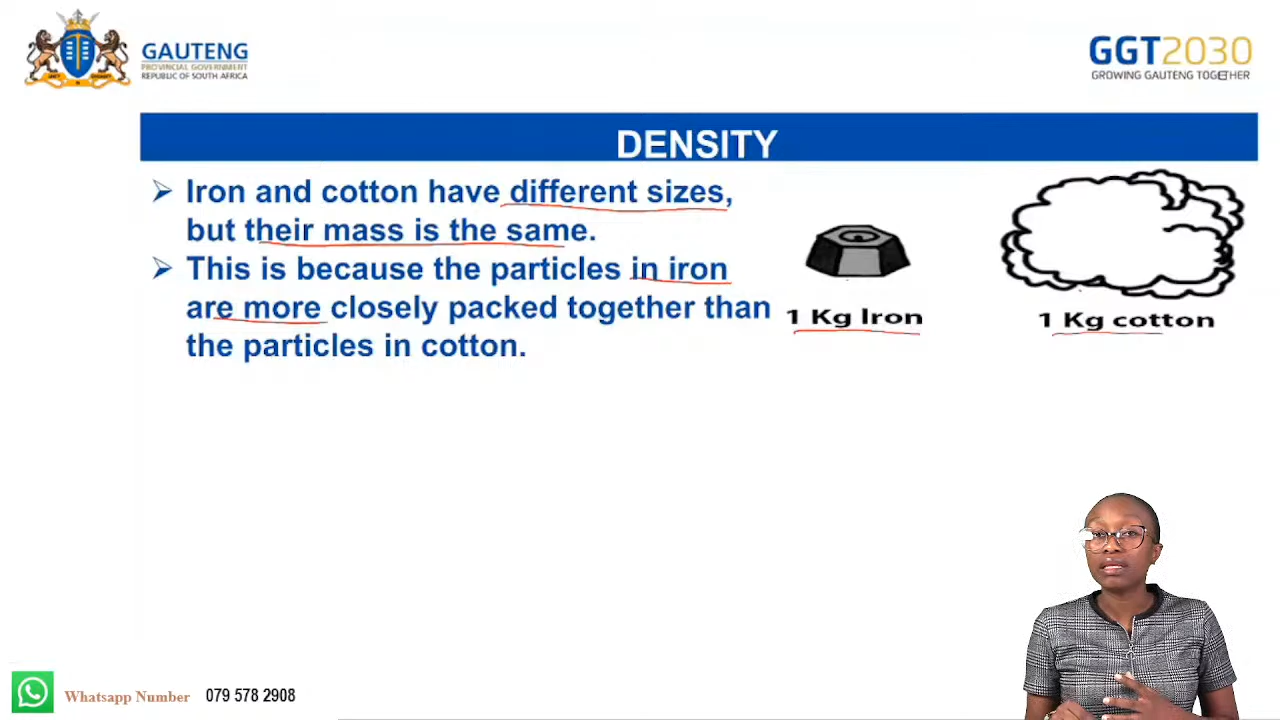 GAUTENG
PROVINCIAL GOVERNMENT
REPUBLIC OF SOUTH AFRICA
GGT2030
GROWING GAUTENG TOGETHER
DENSITY
➢ Iron and cotton have different sizes,
but their mass is the same.
➢ This is because the particles in iron
are more closely packed together than
the particles in cotton.
1 Kg Iron
1 Kg cotton
Whatsapp Number 079 578 2908